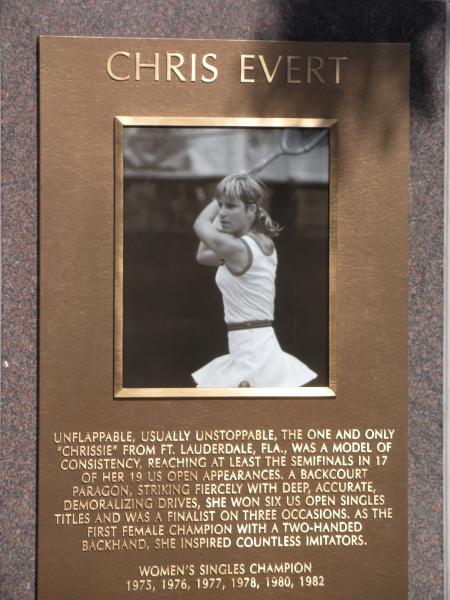 CHRIS EVERT
UNFLAPPABLE, USUALLY UNSTOPPABLE, THE ONE AND ONLY
"CHRISSIE" FROM FT. LAUDERDALE, FLA., WAS A MODEL OF
CONSISTENCY, REACHING AT LEAST THE SEMIFINALS IN 17
OF HER 19 US OPEN APPEARANCES. A BACKCOURT
PARAGON, STRIKING FIERCELY WITH DEEP, ACCURATE,
DEMORALIZING DRIVES, SHE WON SIX US OPEN SINGLES
TITLES AND WAS A FINALIST ON THREE OCCASIONS. AS THE
FIRST FEMALE CHAMPION WITH A TWO-HANDED
BACKHAND, SHE INSPIRED COUNTLESS IMITATORS.
WOMEN'S SINGLES CHAMPION
1975, 1976, 1977, 1978, 1980, 1982